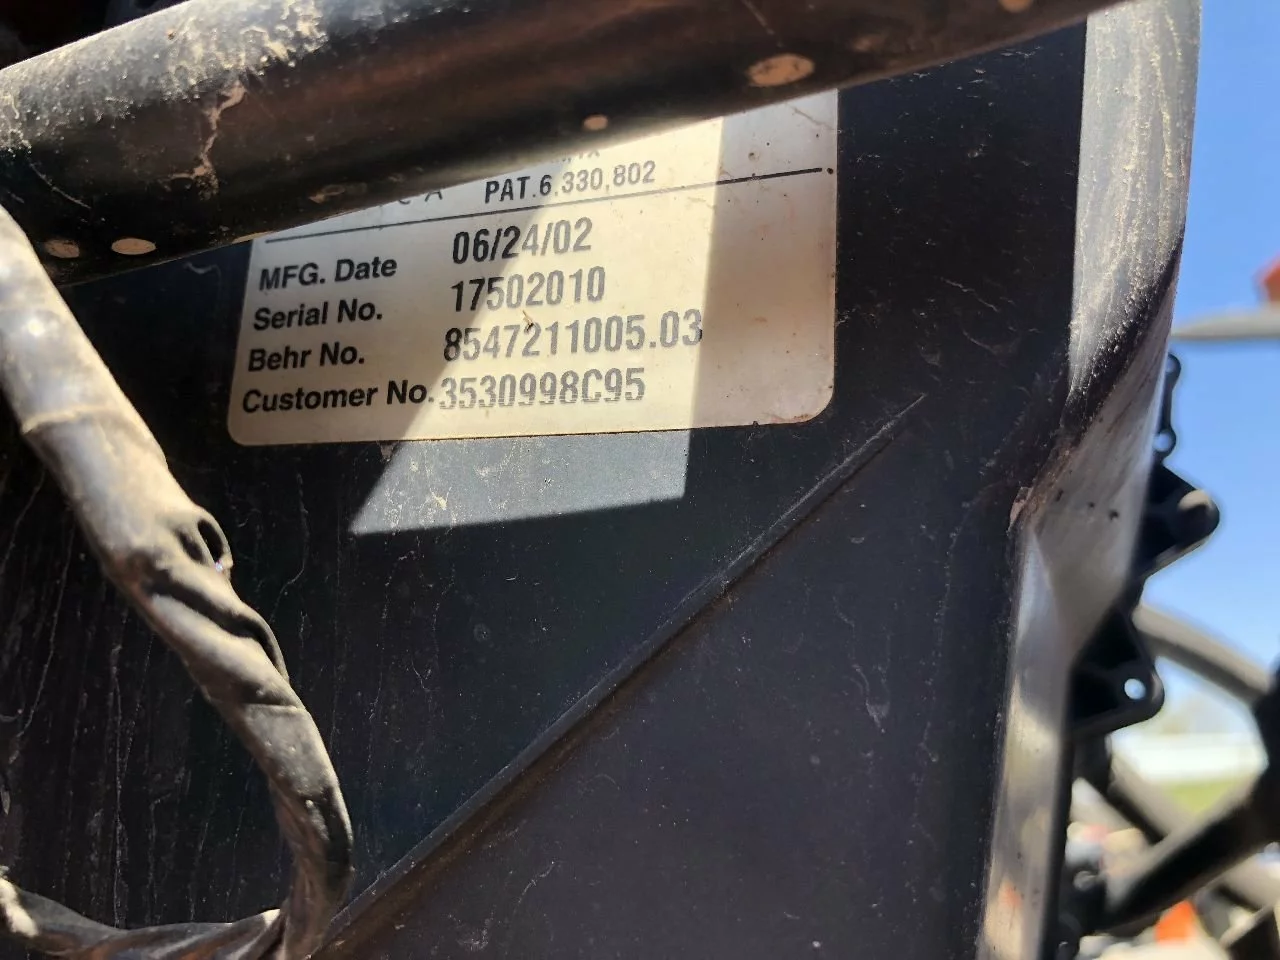 PAT.6,330,802
MFG. Date 06/24/02
Serial No. 17502010
Behr No. 8547211005.03
Customer No. 3530998C95